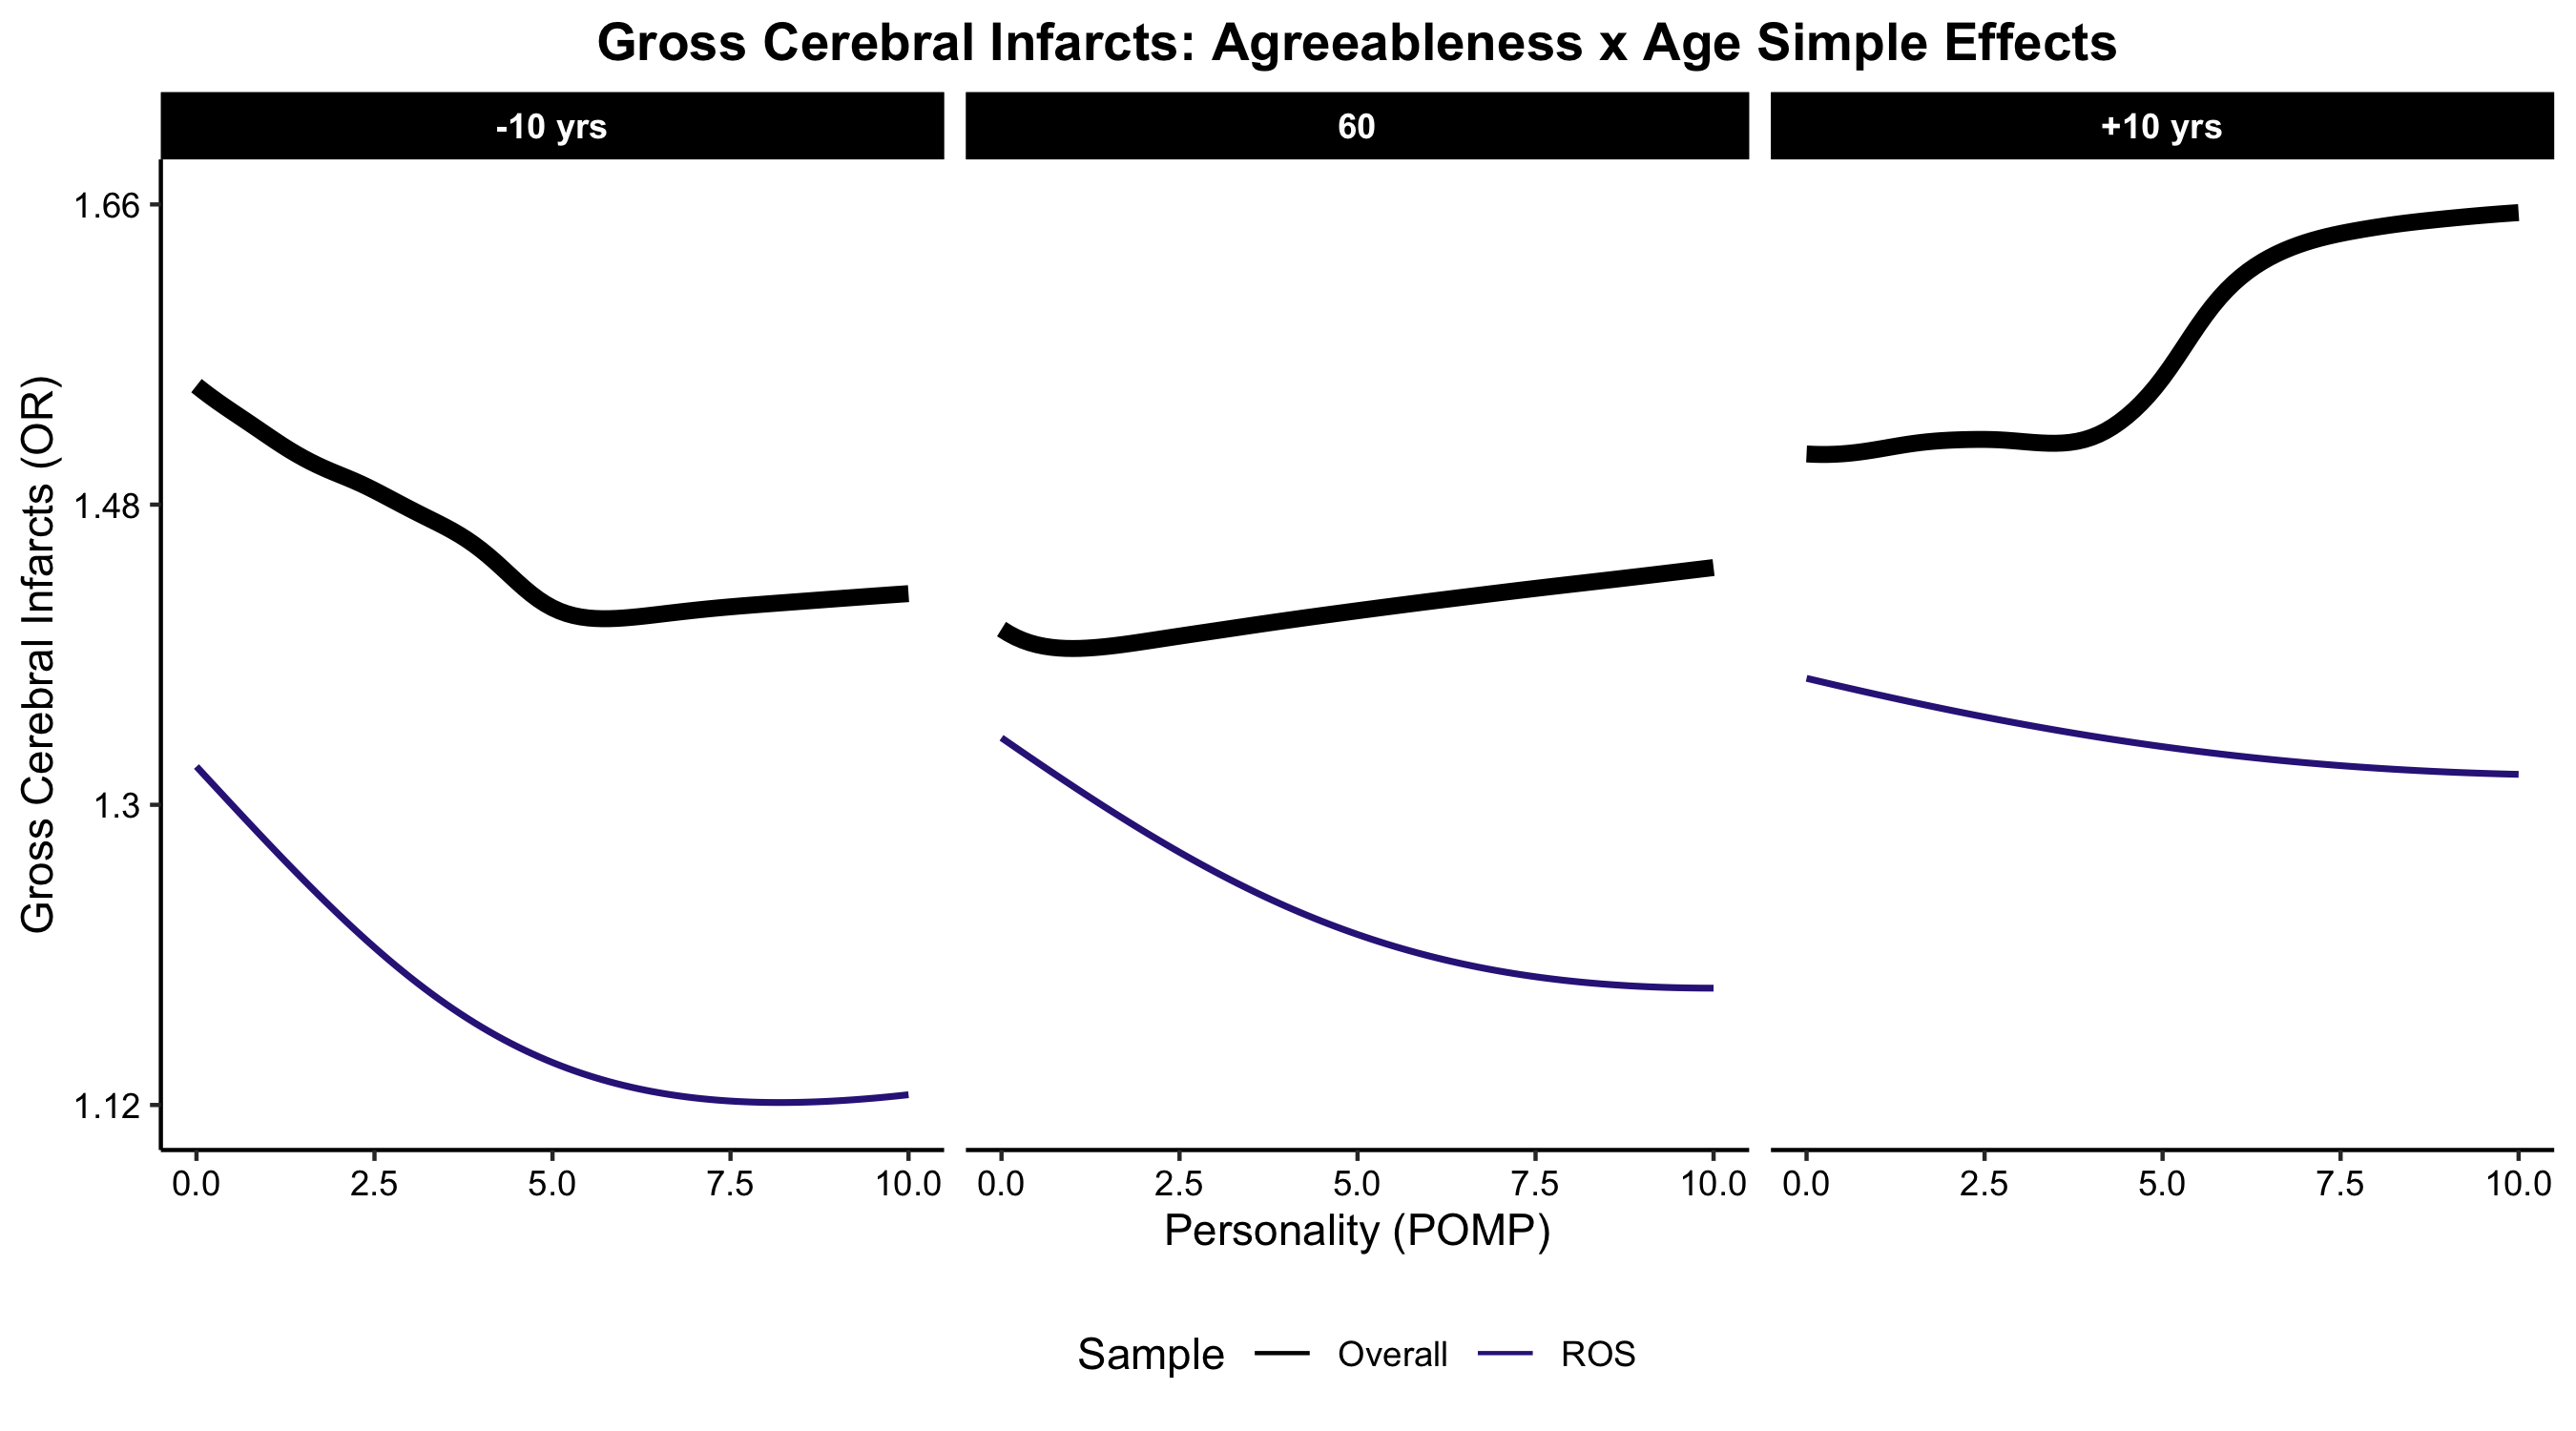 Gross Cerebral Infarcts: Agreeableness x Age Simple Effects
-10 yrs 60 +10 yrs
Gross Cerebral Infarcts (OR)
1.66
1.48
1.3
1.12
0.0 2.5 5.0 7.5 10.0 0.0 2.5 5.0 7.5 10.0 0.0 2.5 5.0 7.5 10.0
Personality (POMP)
Sample Overall ROS